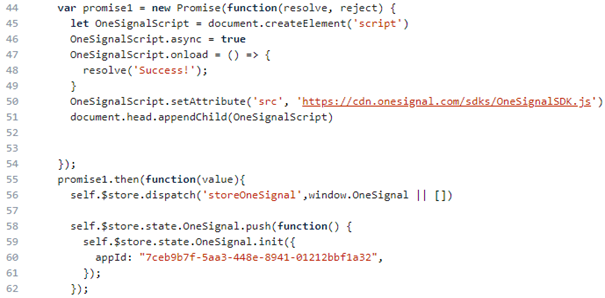 44 var promise1 = new Promise(function(resolve, reject) {
45 let OneSignalScript = document.createElement('script')
46 OneSignalScript.async = true
47 OneSignalScript.onload = () => {
48 resolve('Success!');
49 }
50 OneSignalScript.setAttribute('src', 'https://cdn.onesignal.com/sdks/OneSignalSDK.js')
51 document.head.appendChild(OneSignalScript)
52
53
54 });
55 promise1.then(function(value){
56 self.$store.dispatch('storeOneSignal',window.OneSignal || [])
57
58 self.$store.state.OneSignal.push(function() {
59 self.$store.state.OneSignal.init({
60 appId: "7ceb9b7f-5aa3-448e-8941-01212bbf1a32",
61 });
62 });